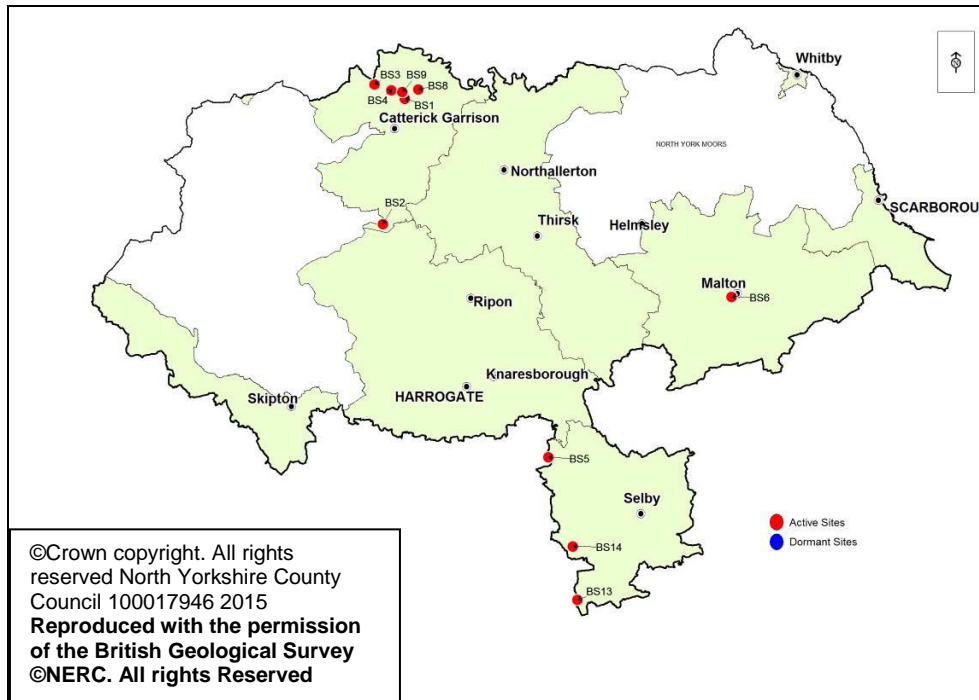 Whitby
BS3
BS9
BS4
BS8
BS1
Catterick Garrison
NORTH YORK MOORS
Northallerton
BS2
SCARBOROU
Thirsk
Helmsley
Malton
BS6
Ripon
Knaresborough
HARROGATE
Skipton
BS5
Selby
Active Sites
Dormant Sites
BS14
BS13
©Crown copyright. All rights
reserved North Yorkshire County
Council 100017946 2015
Reproduced with the permission
of the British Geological Survey
©NERC. All rights Reserved